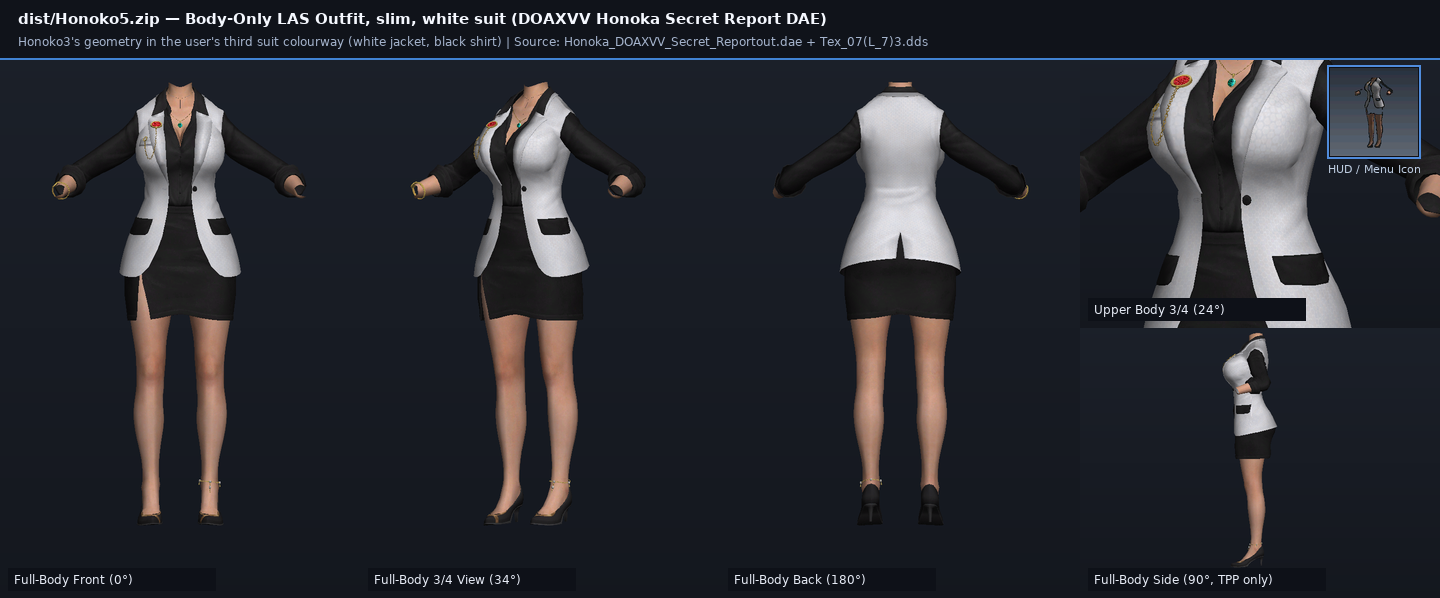 dist/Honoko5.zip — Body-Only LAS Outfit, slim, white suit (DOAXVV Honoka Secret Report DAE)
Honoko3's geometry in the user's third suit colourway (white jacket, black shirt) | Source: Honoka_DOAXVV_Secret_Reportout.dae + Tex_07(L_7)3.dds
HUD / Menu Icon
Upper Body 3/4 (24°)
Full-Body Front (0°)
Full-Body 3/4 View (34°)
Full-Body Back (180°)
Full-Body Side (90°, TPP only)